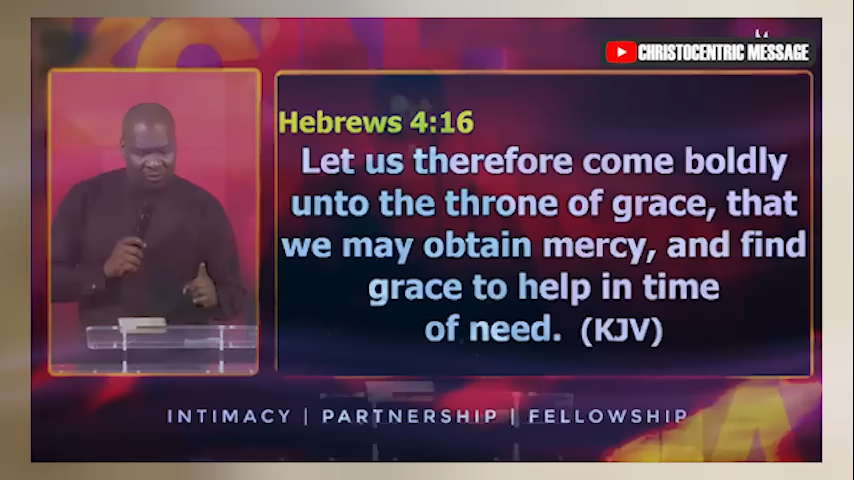 CHRISTOCENTRIC MESSAGE
Hebrews 4:16
Let us therefore come boldly
unto the throne of grace, that
we may obtain mercy, and find
grace to help in time
of need. (KJV)
INTIMACY | PARTNERSHIP | FELLOWSHIP